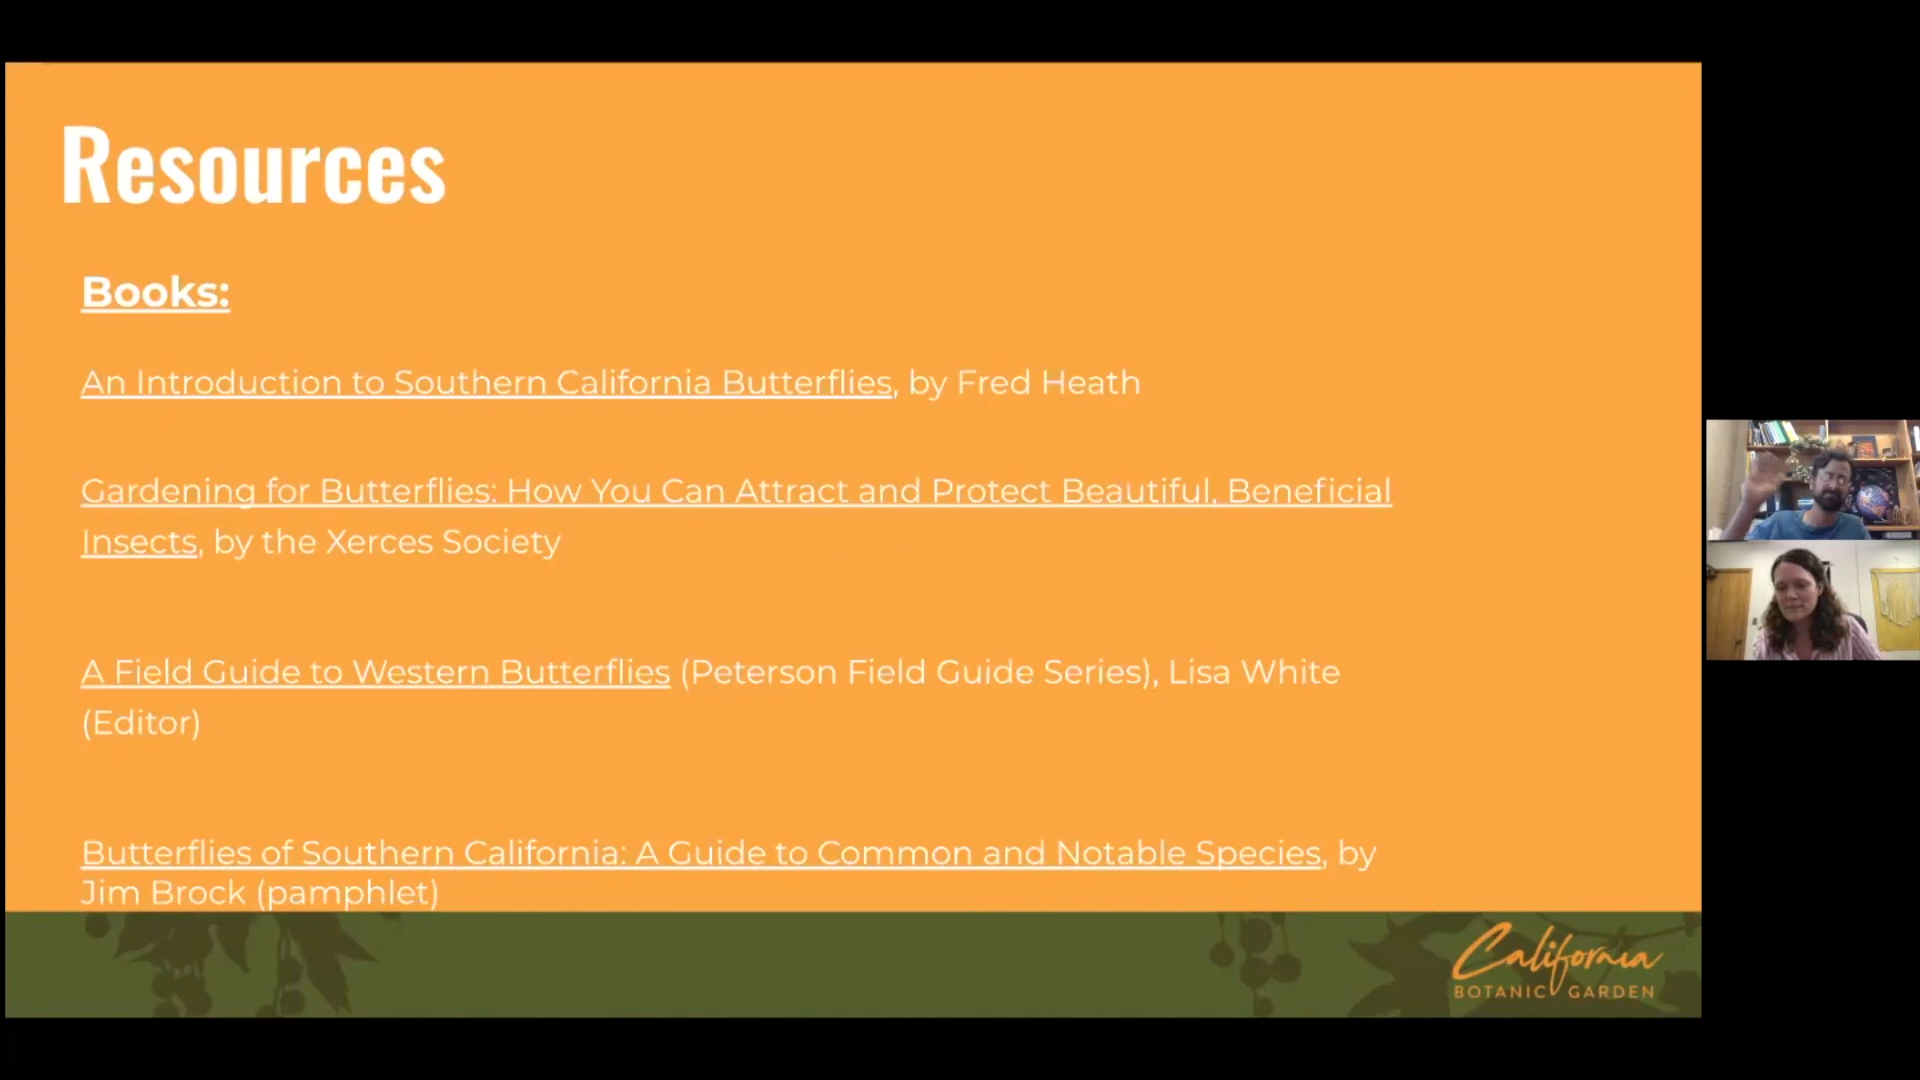 Resources
Books:
An Introduction to Southern California Butterflies, by Fred Heath
Gardening for Butterflies: How You Can Attract and Protect Beautiful, Beneficial
Insects, by the Xerces Society
A Field Guide to Western Butterflies (Peterson Field Guide Series), Lisa White
(Editor)
Butterflies of Southern California: A Guide to Common and Notable Species, by
Jim Brock (pamphlet)
California
BOTANIC GARDEN